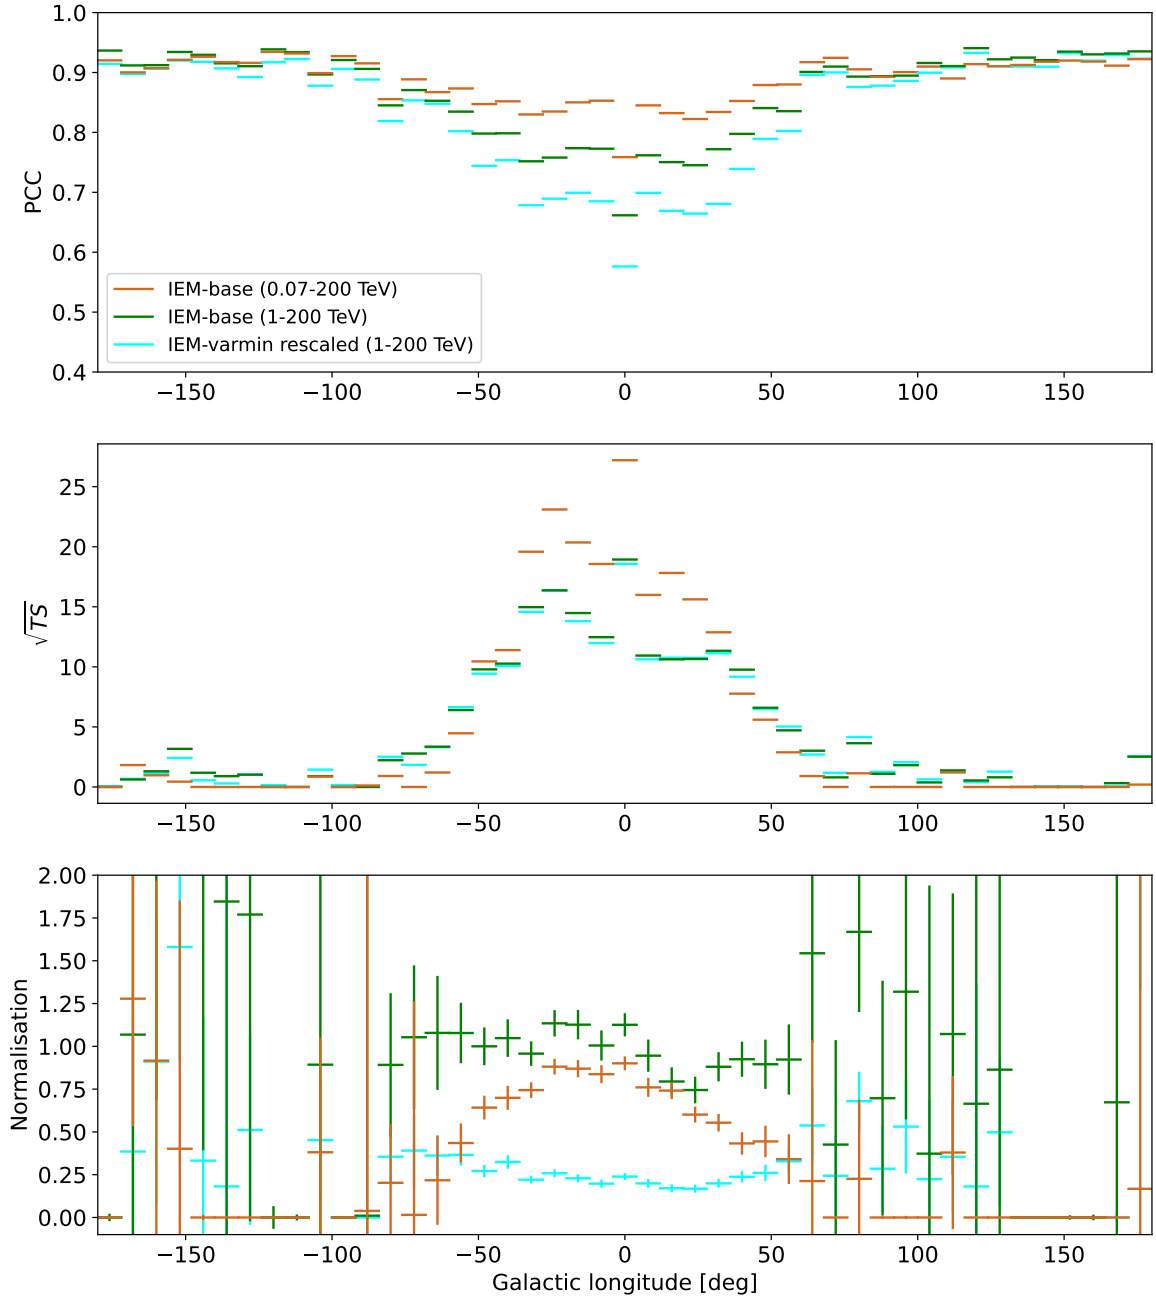 1.0
0.9
0.8
0.7
0.6
0.5
0.4
PCC
IEM-base (0.07-200 TeV)
IEM-base (1-200 TeV)
IEM-varmin rescaled (1-200 TeV)
−150 −100 −50 0 50 100 150
25
20
15
10
5
0
√TS
−150 −100 −50 0 50 100 150
2.00
1.75
1.50
1.25
1.00
0.75
0.50
0.25
0.00
Normalisation
−150 −100 −50 0 50 100 150
Galactic longitude [deg]